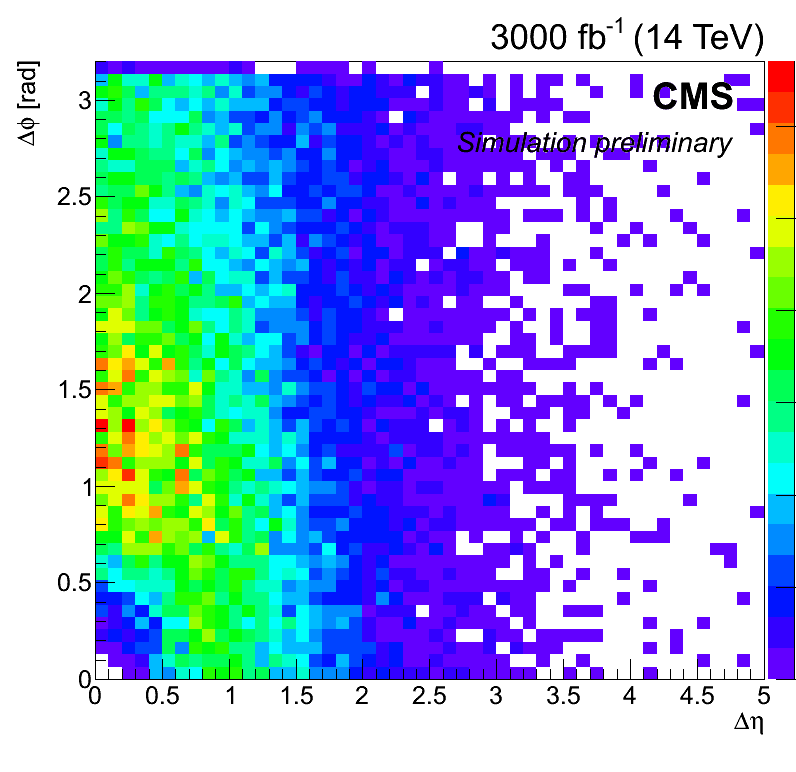 3000 fb⁻¹ (14 TeV)
CMS
Simulation preliminary
Δϕ [rad]
3
2.5
2
1.5
1
0.5
0
0 0.5 1 1.5 2 2.5 3 3.5 4 4.5 5
Δη